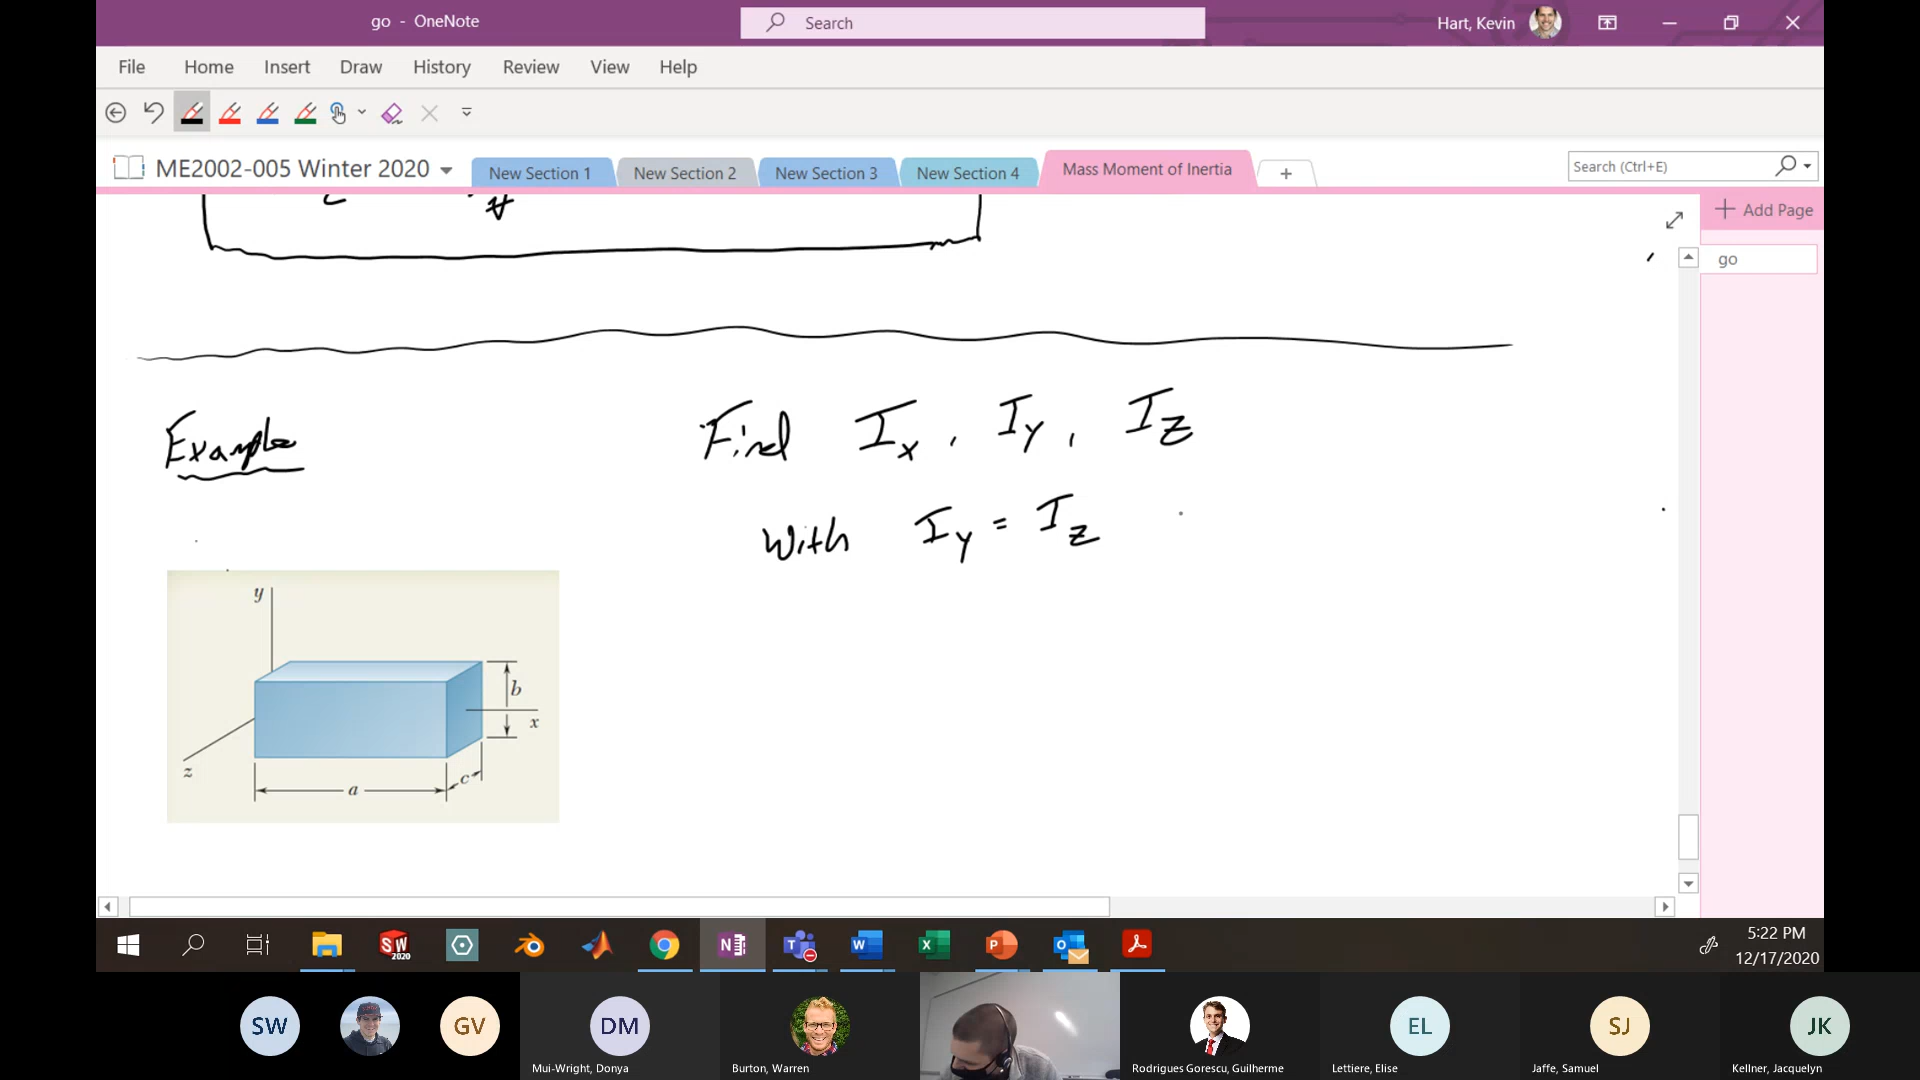 go - OneNote
Search
Hart, Kevin
File Home Insert Draw History Review View Help
ME2002-005 Winter 2020
New Section 1
New Section 2
New Section 3
New Section 4
Mass Moment of Inertia
+
Search (Ctrl+E)
+ Add Page
go
Example
Find Ix, Iy, Iz
With Iy = Iz
y
b
x
z
c
a
SW
2020
N
T
W
X
P
O
5:22 PM
12/17/2020
SW
GV
DM
Mui-Wright, Donya
Burton, Warren
Rodrigues Gorescu, Guilherme
EL
Lettiere, Elise
SJ
Jaffe, Samuel
JK
Kellner, Jacquelyn